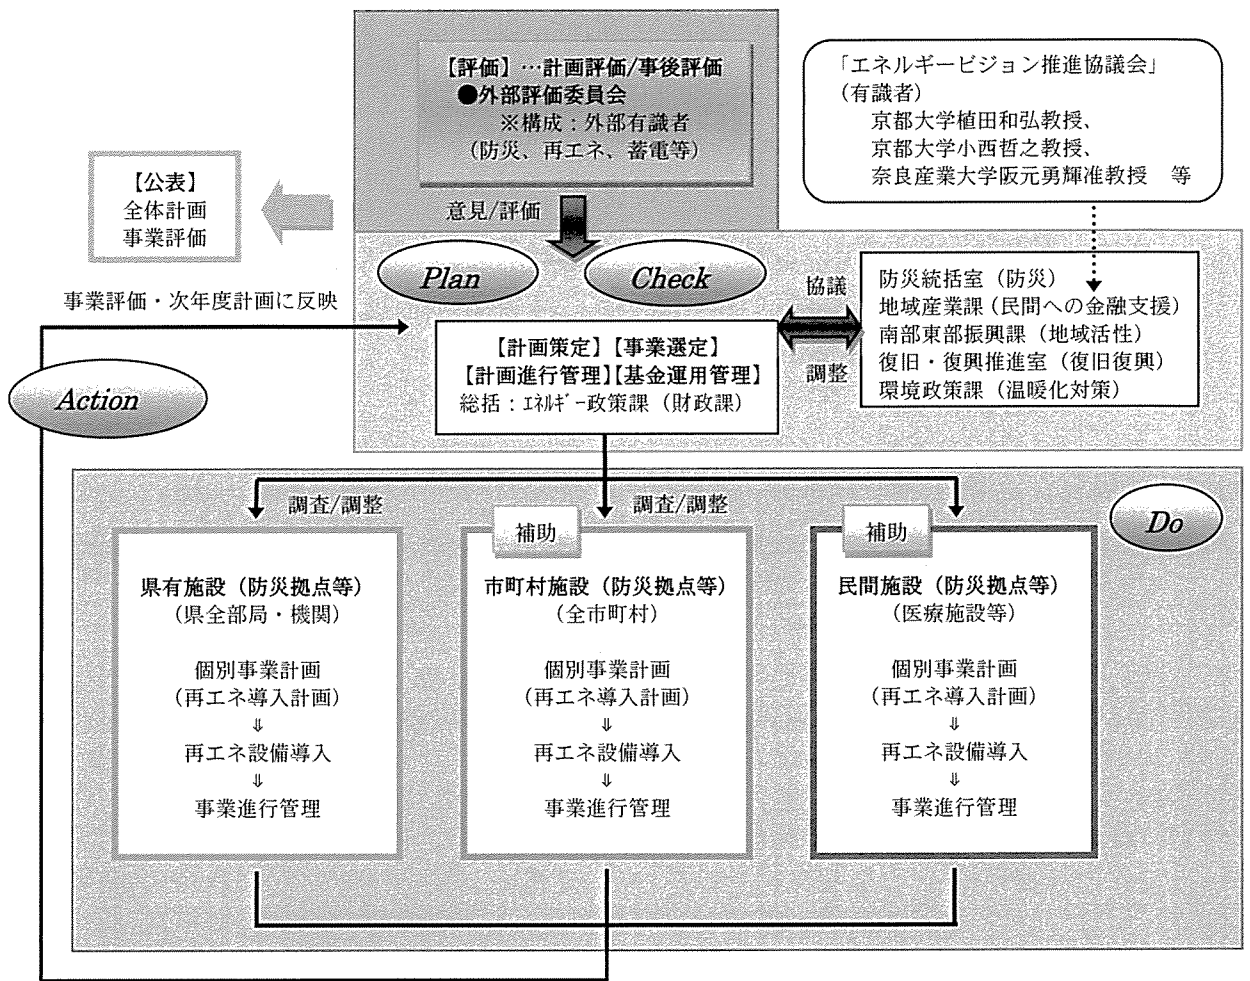 【評価】…計画評価/事後評価
●外部評価委員会
※構成：外部有識者
（防災、再エネ、蓄電等）
意見/評価
「エネルギービジョン推進協議会」
（有識者）
京都大学植田和弘教授、
京都大学小西哲之教授、
奈良産業大学阪元勇輝准教授　等
【公表】
全体計画
事業評価
事業評価・次年度計画に反映
Plan
Check
Action
【計画策定】【事業選定】
【計画進行管理】【基金運用管理】
総括：ｴﾈﾙｷﾞｰ政策課（財政課）
協議
調整
防災統括室（防災）
地域産業課（民間への金融支援）
南部東部振興課（地域活性）
復旧・復興推進室（復旧復興）
環境政策課（温暖化対策）
Do
調査/調整
調査/調整
県有施設（防災拠点等）
（県全部局・機関）
個別事業計画
（再エネ導入計画）
⇓
再エネ設備導入
⇓
事業進行管理
補助
市町村施設（防災拠点等）
（全市町村）
個別事業計画
（再エネ導入計画）
⇓
再エネ設備導入
⇓
事業進行管理
補助
民間施設（防災拠点等）
（医療施設等）
個別事業計画
（再エネ導入計画）
⇓
再エネ設備導入
⇓
事業進行管理